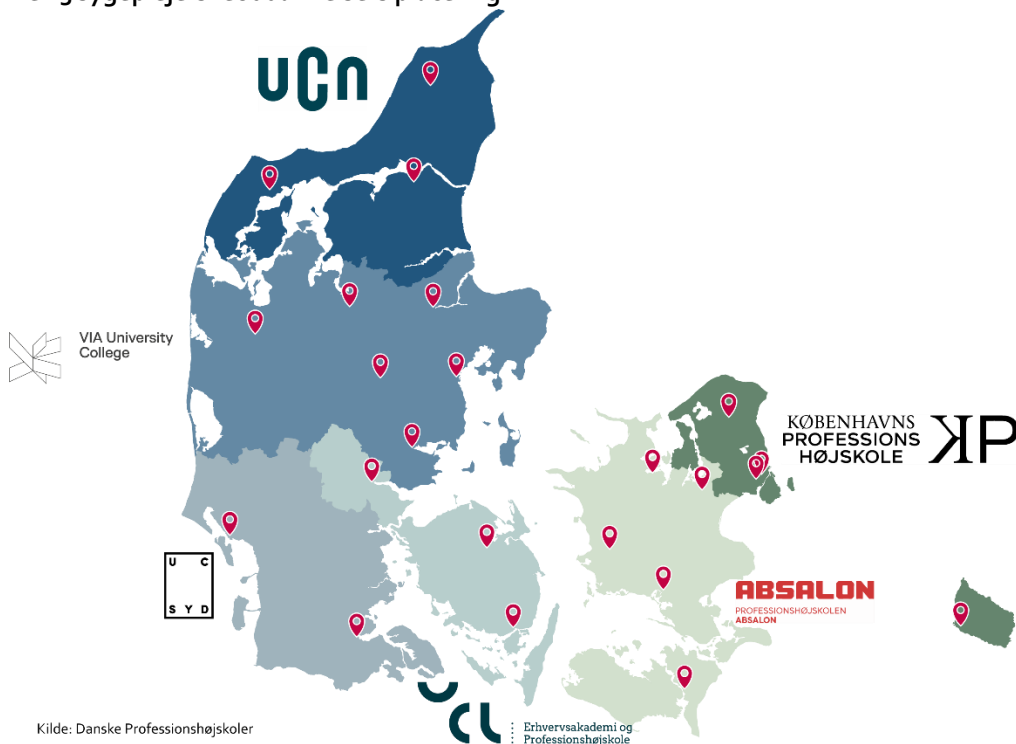 ucn
VIA University
College
KØBENHAVNS
PROFESSIONS
HØJSKOLE
KP
U C
S Y D
ABSALON
PROFESSIONSHØJSKOLEN
ABSALON
UCL
Erhvervsakademi og
Professionshøjskole
Kilde: Danske Professionshøjskoler